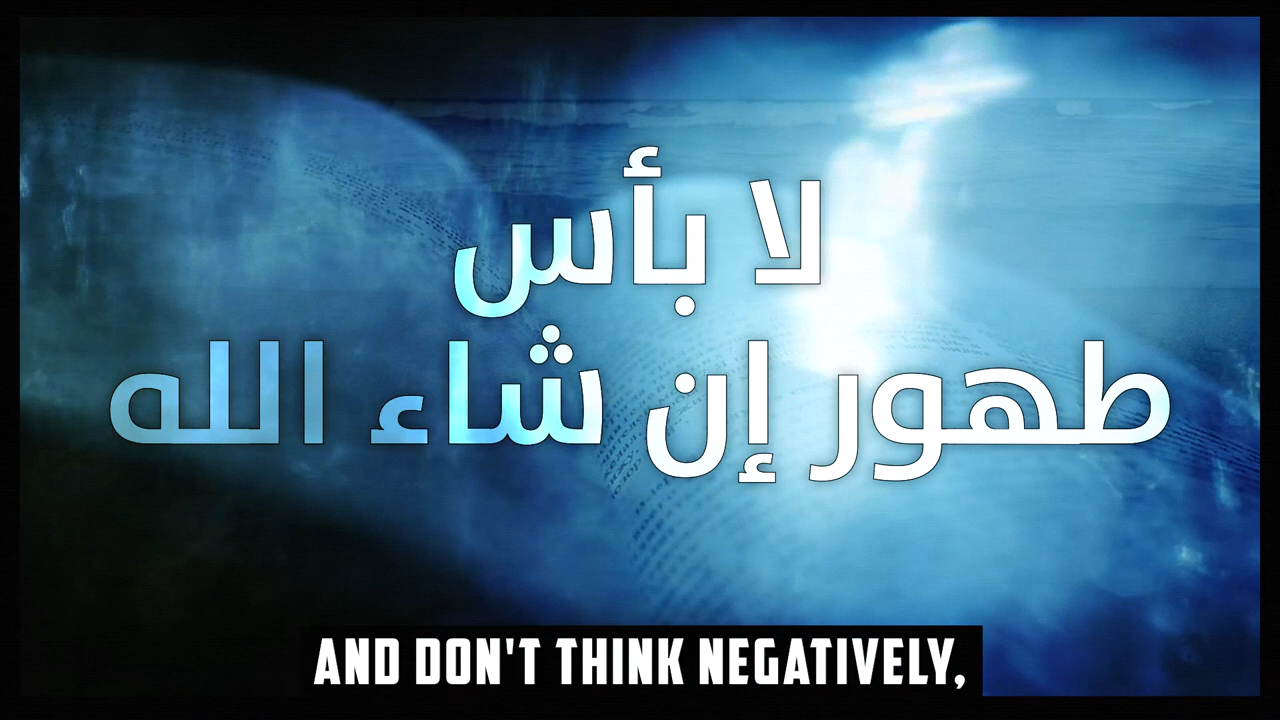 لا بأس
طهور إن شاء الله
AND DON'T THINK NEGATIVELY,